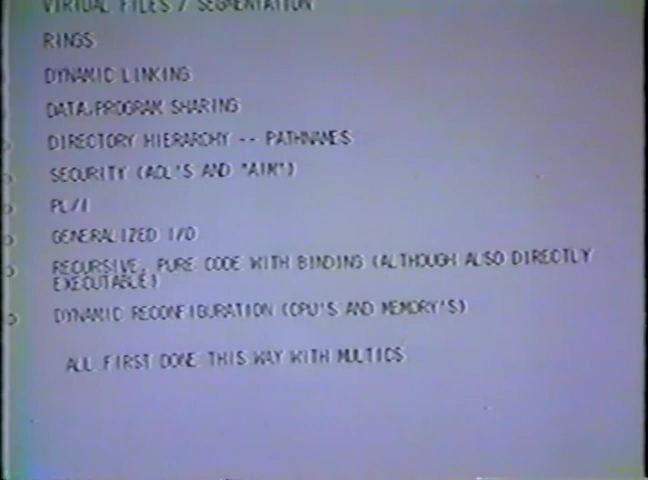 VIRTUAL FILES / SEGMENTATION
RINGS
DYNAMIC LINKING
DATA/PROGRAM SHARING
DIRECTORY HIERARCHY -- PATHNAMES
SECURITY (ACL'S AND "AIM")
PL/I
GENERALIZED I/O
RECURSIVE, PURE CODE WITH BINDING (ALTHOUGH ALSO DIRECTLY
EXECUTABLE)
DYNAMIC RECONFIGURATION (CPU'S AND MEMORY'S)
ALL FIRST DONE THIS WAY WITH MULTICS